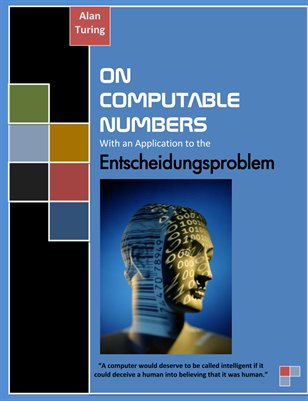 Alan
Turing
ON
COMPUTABLE
NUMBERS
With an Application to the
Entscheidungsproblem
"A computer would deserve to be called intelligent if it
could deceive a human into believing that it was human."